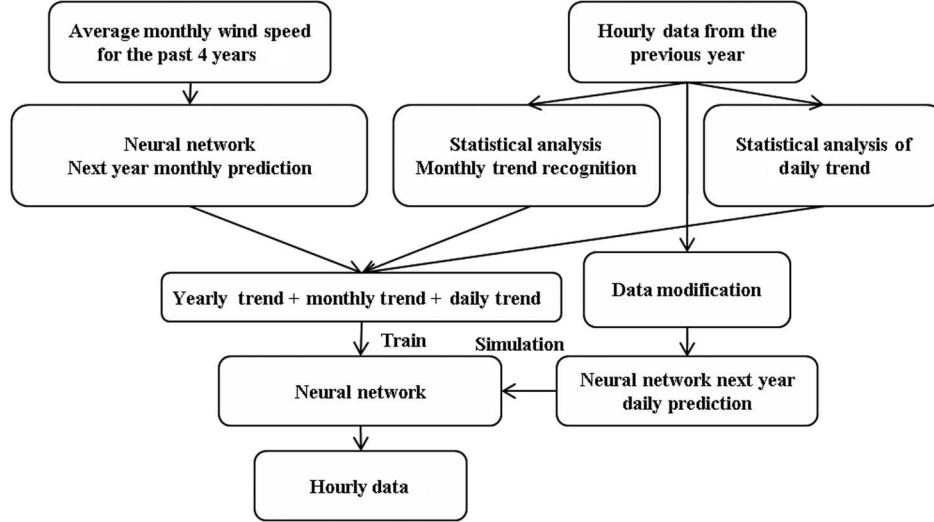 Average monthly wind speed
for the past 4 years
Hourly data from the
previous year
Neural network
Next year monthly prediction
Statistical analysis
Monthly trend recognition
Statistical analysis of
daily trend
Yearly trend + monthly trend + daily trend
Data modification
Train
Simulation
Neural network
Neural network next year
daily prediction
Hourly data